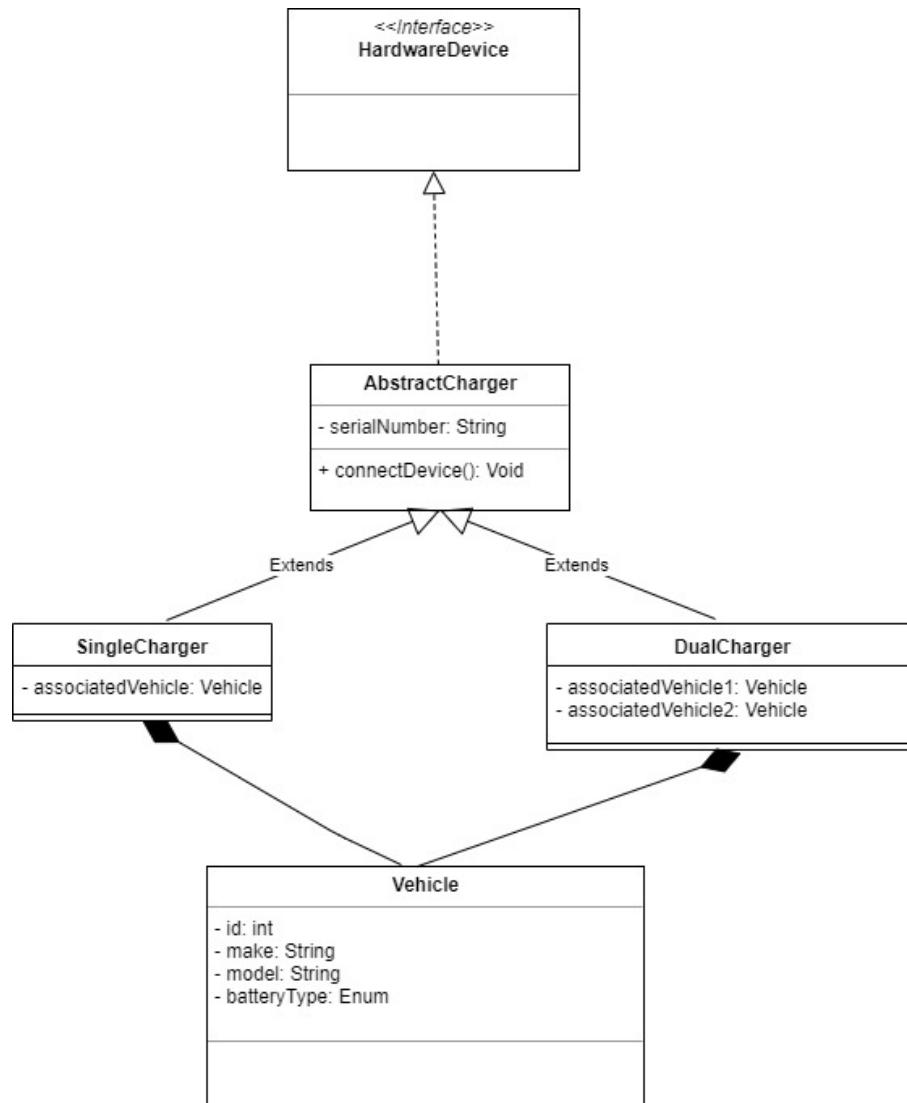 <<Interface>>
HardwareDevice
AbstractCharger
- serialNumber: String
+ connectDevice(): Void
Extends
Extends
SingleCharger
- associatedVehicle: Vehicle
DualCharger
- associatedVehicle1: Vehicle
- associatedVehicle2: Vehicle
Vehicle
- id: int
- make: String
- model: String
- batteryType: Enum